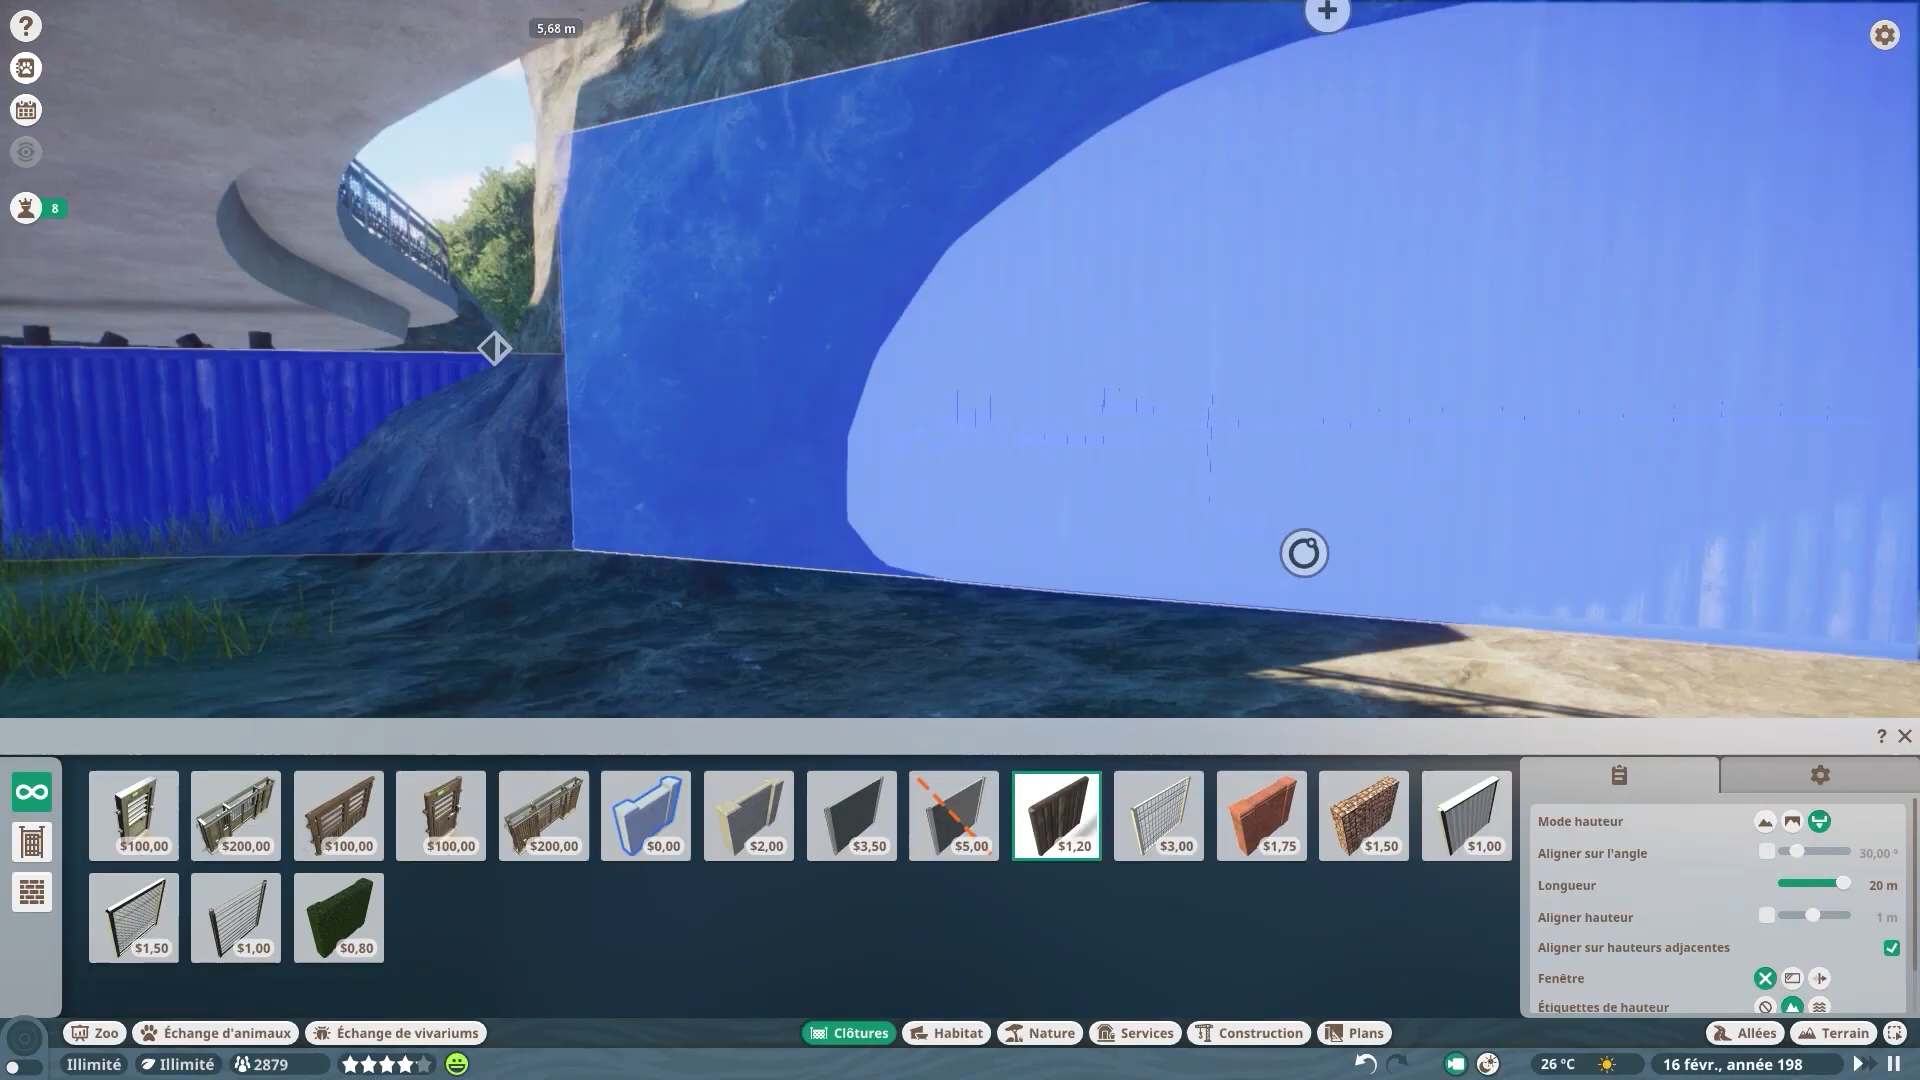 ?
5,68 m
8
? ×
$100,00 $200,00 $100,00 $100,00 $200,00 $0,00 $2,00 $3,50 $5,00 $1,20 $3,00 $1,75 $1,50 $1,00
$1,50 $1,00 $0,80
Mode hauteur
Aligner sur l'angle 30,00 °
Longueur 20 m
Aligner hauteur 1 m
Aligner sur hauteurs adjacentes
Fenêtre
Étiquettes de hauteur
Zoo Échange d'animaux Échange de vivariums Clôtures Habitat Nature Services Construction Plans Allées Terrain
Illimité Illimité 2879 26 °C 16 févr., année 198